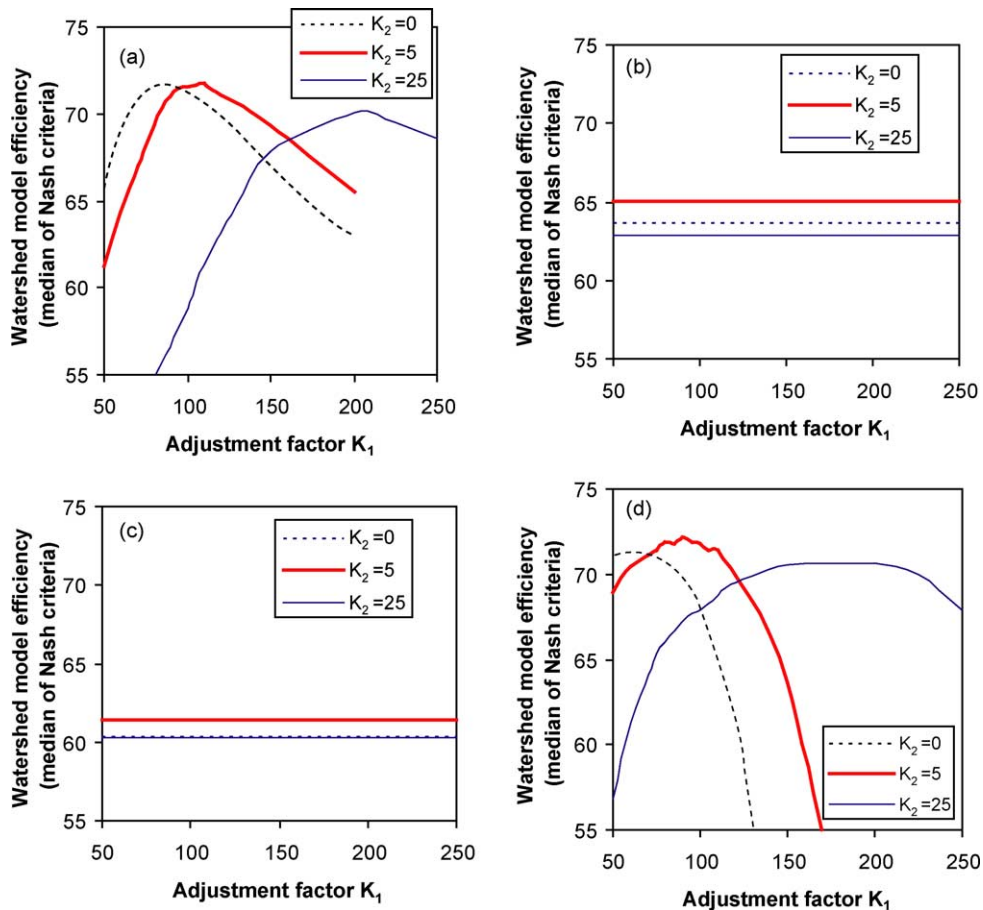 (a)
K2=0
K2=5
K2=25
75
70
65
60
55
50 100 150 200 250
Watershed model efficiency
(median of Nash criteria)
Adjustment factor K1
(b)
K2=0
K2=5
K2=25
75
70
65
60
55
50 100 150 200 250
Watershed model efficiency
(median of Nash criteria)
Adjustment factor K1
(c)
K2=0
K2=5
K2=25
75
70
65
60
55
50 100 150 200 250
Watershed model efficiency
(median of Nash criteria)
Adjustment factor K1
(d)
K2=0
K2=5
K2=25
75
70
65
60
55
50 100 150 200 250
Watershed model efficiency
(median of Nash criteria)
Adjustment factor K1